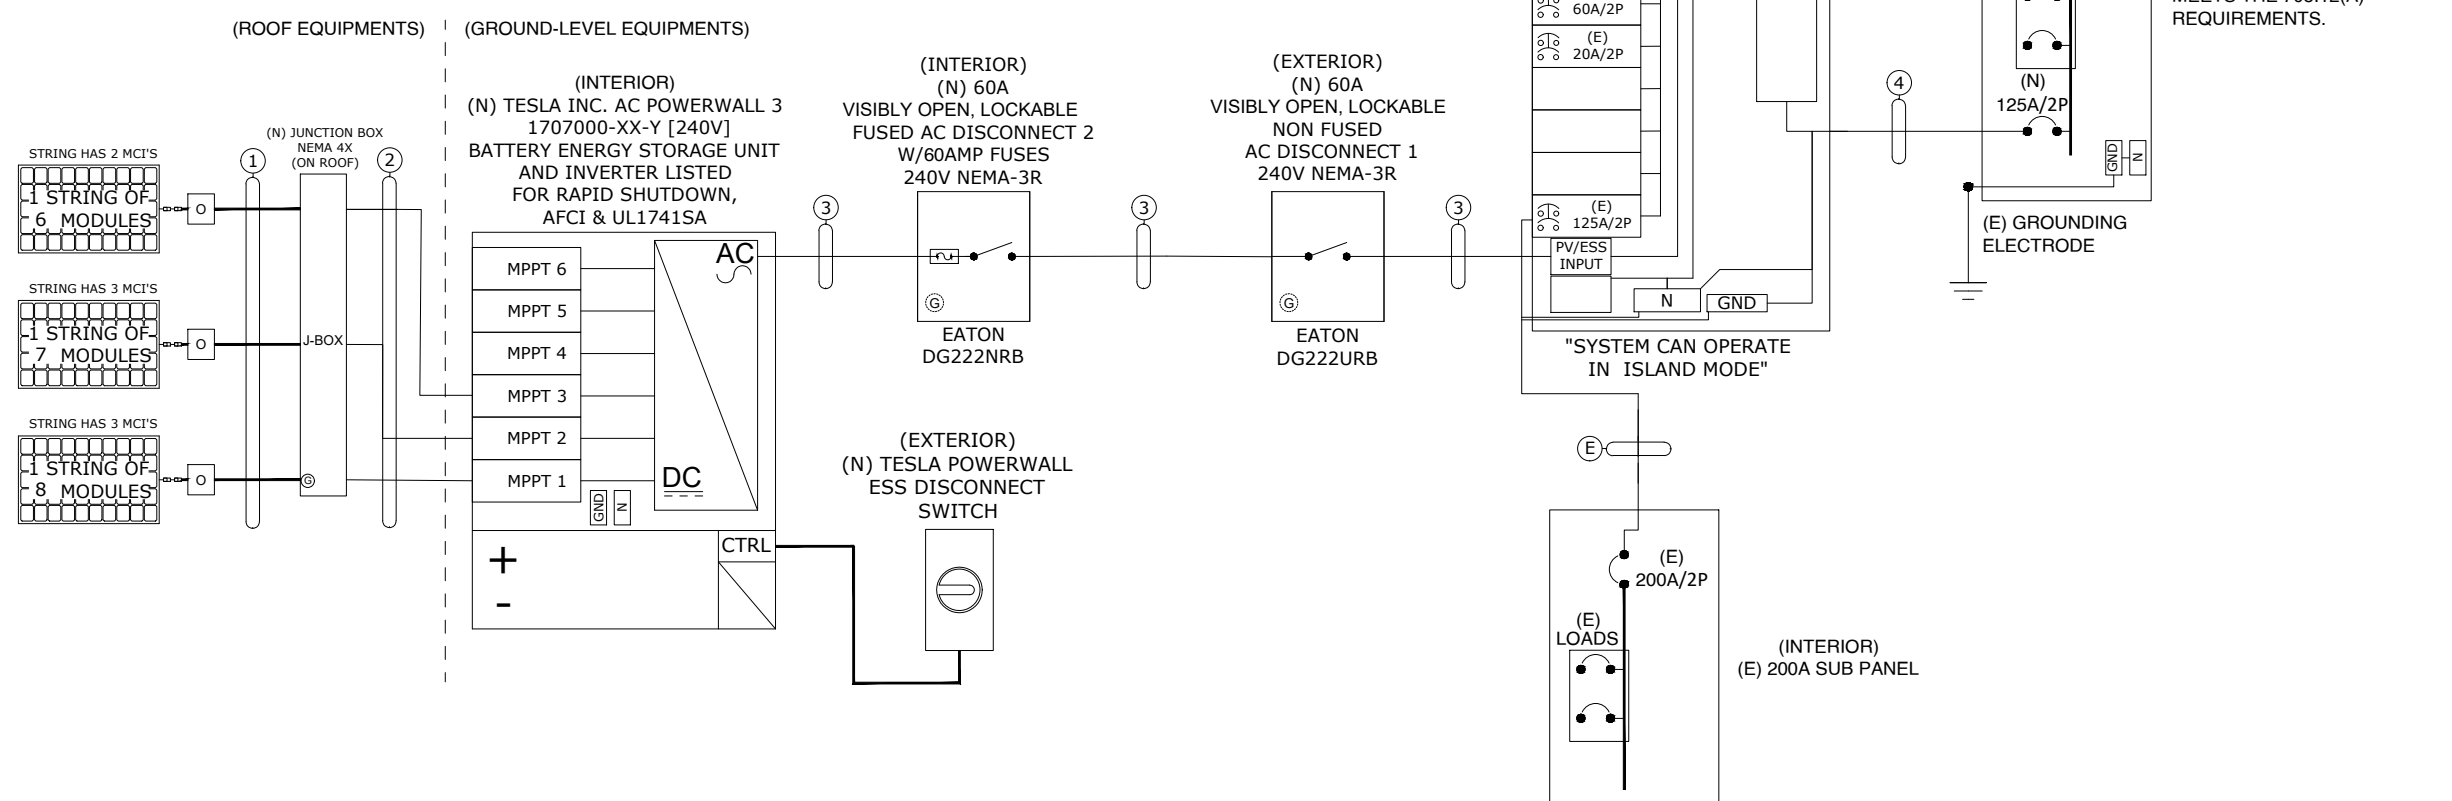 (ROOF EQUIPMENTS)
(GROUND-LEVEL EQUIPMENTS)
(N) JUNCTION BOX
NEMA 4X
(ON ROOF)
1
2
STRING HAS 2 MCI'S
1 STRING OF
6 MODULES
O
STRING HAS 3 MCI'S
1 STRING OF
7 MODULES
O
J-BOX
STRING HAS 3 MCI'S
1 STRING OF
8 MODULES
O
G
(INTERIOR)
(N) TESLA INC. AC POWERWALL 3
1707000-XX-Y [240V]
BATTERY ENERGY STORAGE UNIT
AND INVERTER LISTED
FOR RAPID SHUTDOWN,
AFCI & UL1741SA
MPPT 6
MPPT 5
MPPT 4
MPPT 3
MPPT 2
MPPT 1
AC
DC
GND
N
+
-
CTRL
3
(INTERIOR)
(N) 60A
VISIBLY OPEN, LOCKABLE
FUSED AC DISCONNECT 2
W/60AMP FUSES
240V NEMA-3R
G
EATON
DG222NRB
(EXTERIOR)
(N) TESLA POWERWALL
ESS DISCONNECT
SWITCH
3
(EXTERIOR)
(N) 60A
VISIBLY OPEN, LOCKABLE
NON FUSED
AC DISCONNECT 1
240V NEMA-3R
G
EATON
DG222URB
3
60A/2P
(E)
20A/2P
(E)
125A/2P
PV/ESS
INPUT
N
GND
"SYSTEM CAN OPERATE
IN ISLAND MODE"
E
(E)
200A/2P
(E)
LOADS
(INTERIOR)
(E) 200A SUB PANEL
4
(N)
125A/2P
GND
N
(E) GROUNDING
ELECTRODE
REQUIREMENTS.